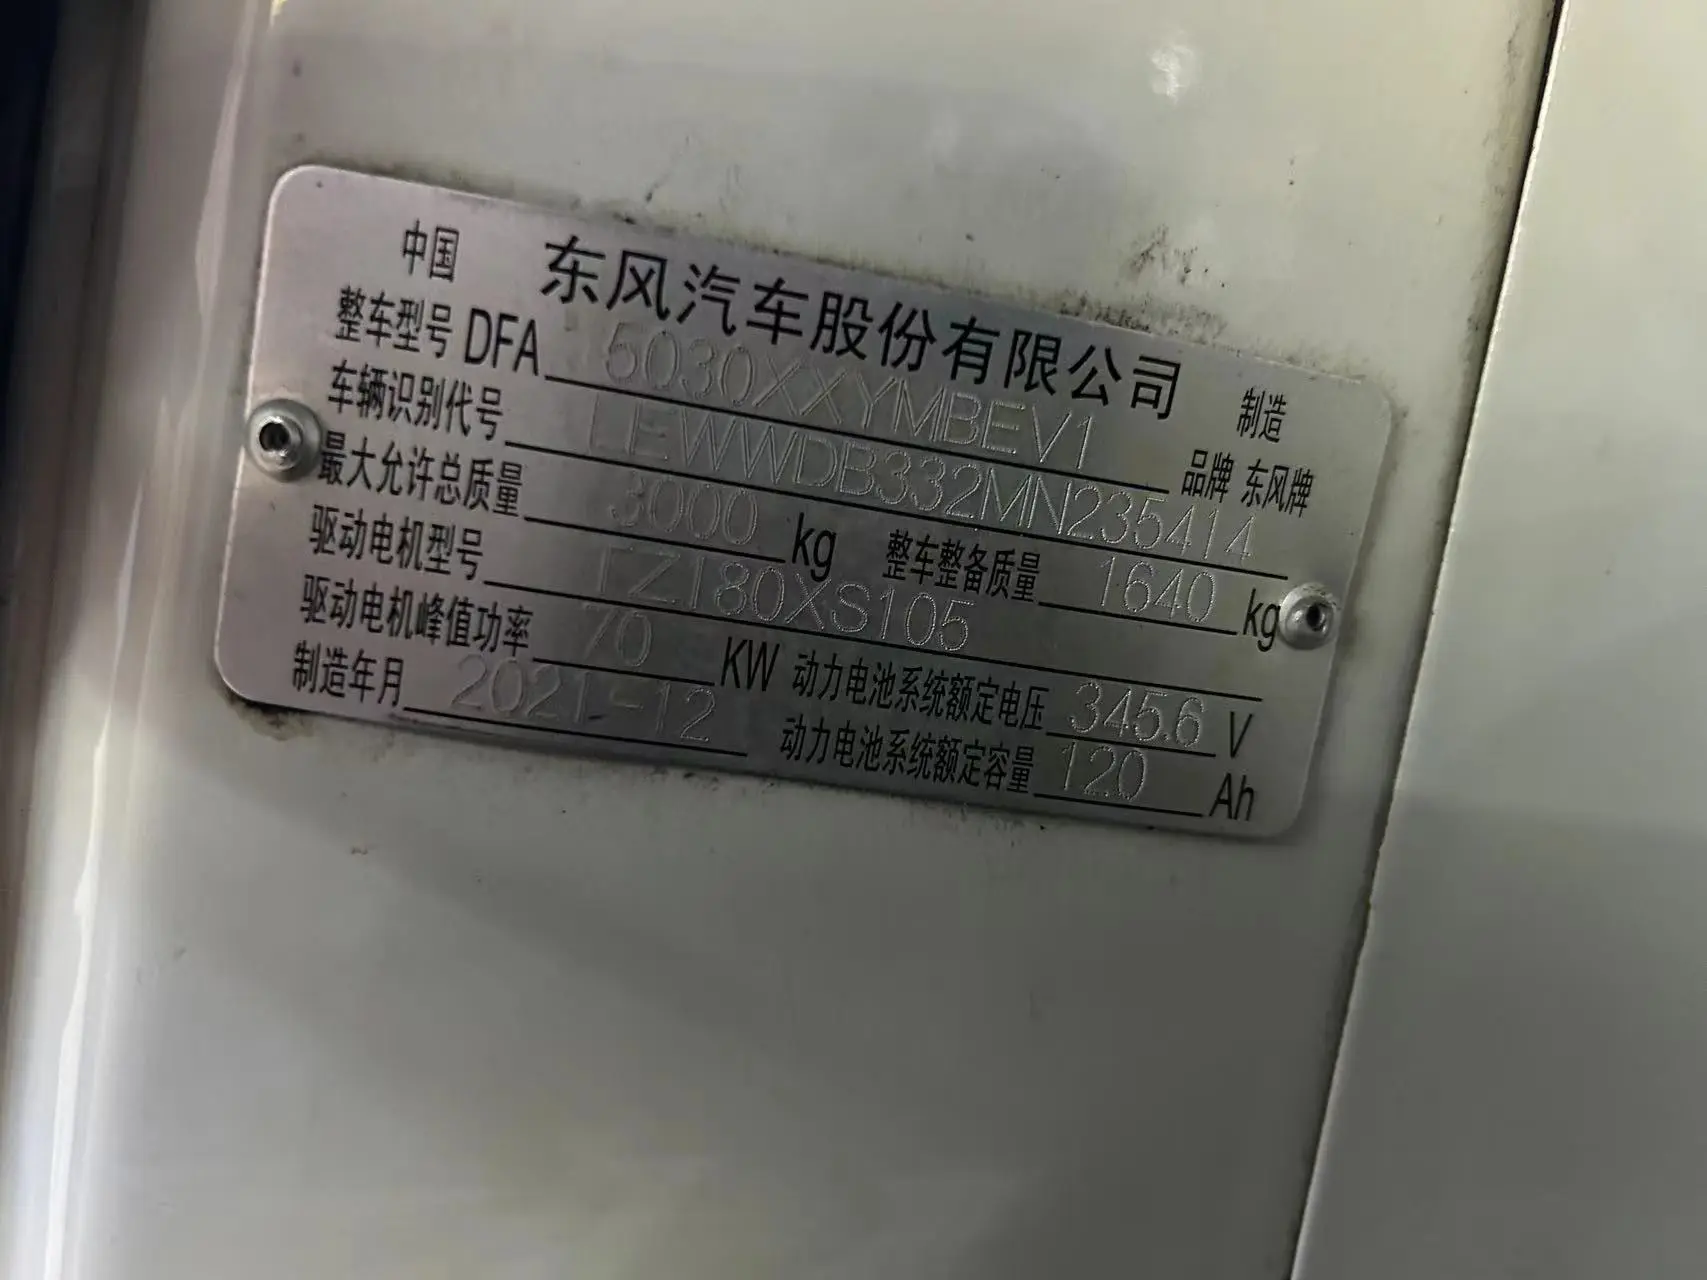 中国 东风汽车股份有限公司 制造
整车型号 DFA 5030XXYMBEV1 品牌 东风牌
车辆识别代号 LEWWDB332MN235414
最大允许总质量 3000 kg 整车整备质量 1640 kg
驱动电机型号 TZ180XS105
驱动电机峰值功率 70 KW 动力电池系统额定电压 345.6 V
制造年月 2021-12 动力电池系统额定容量 120 Ah